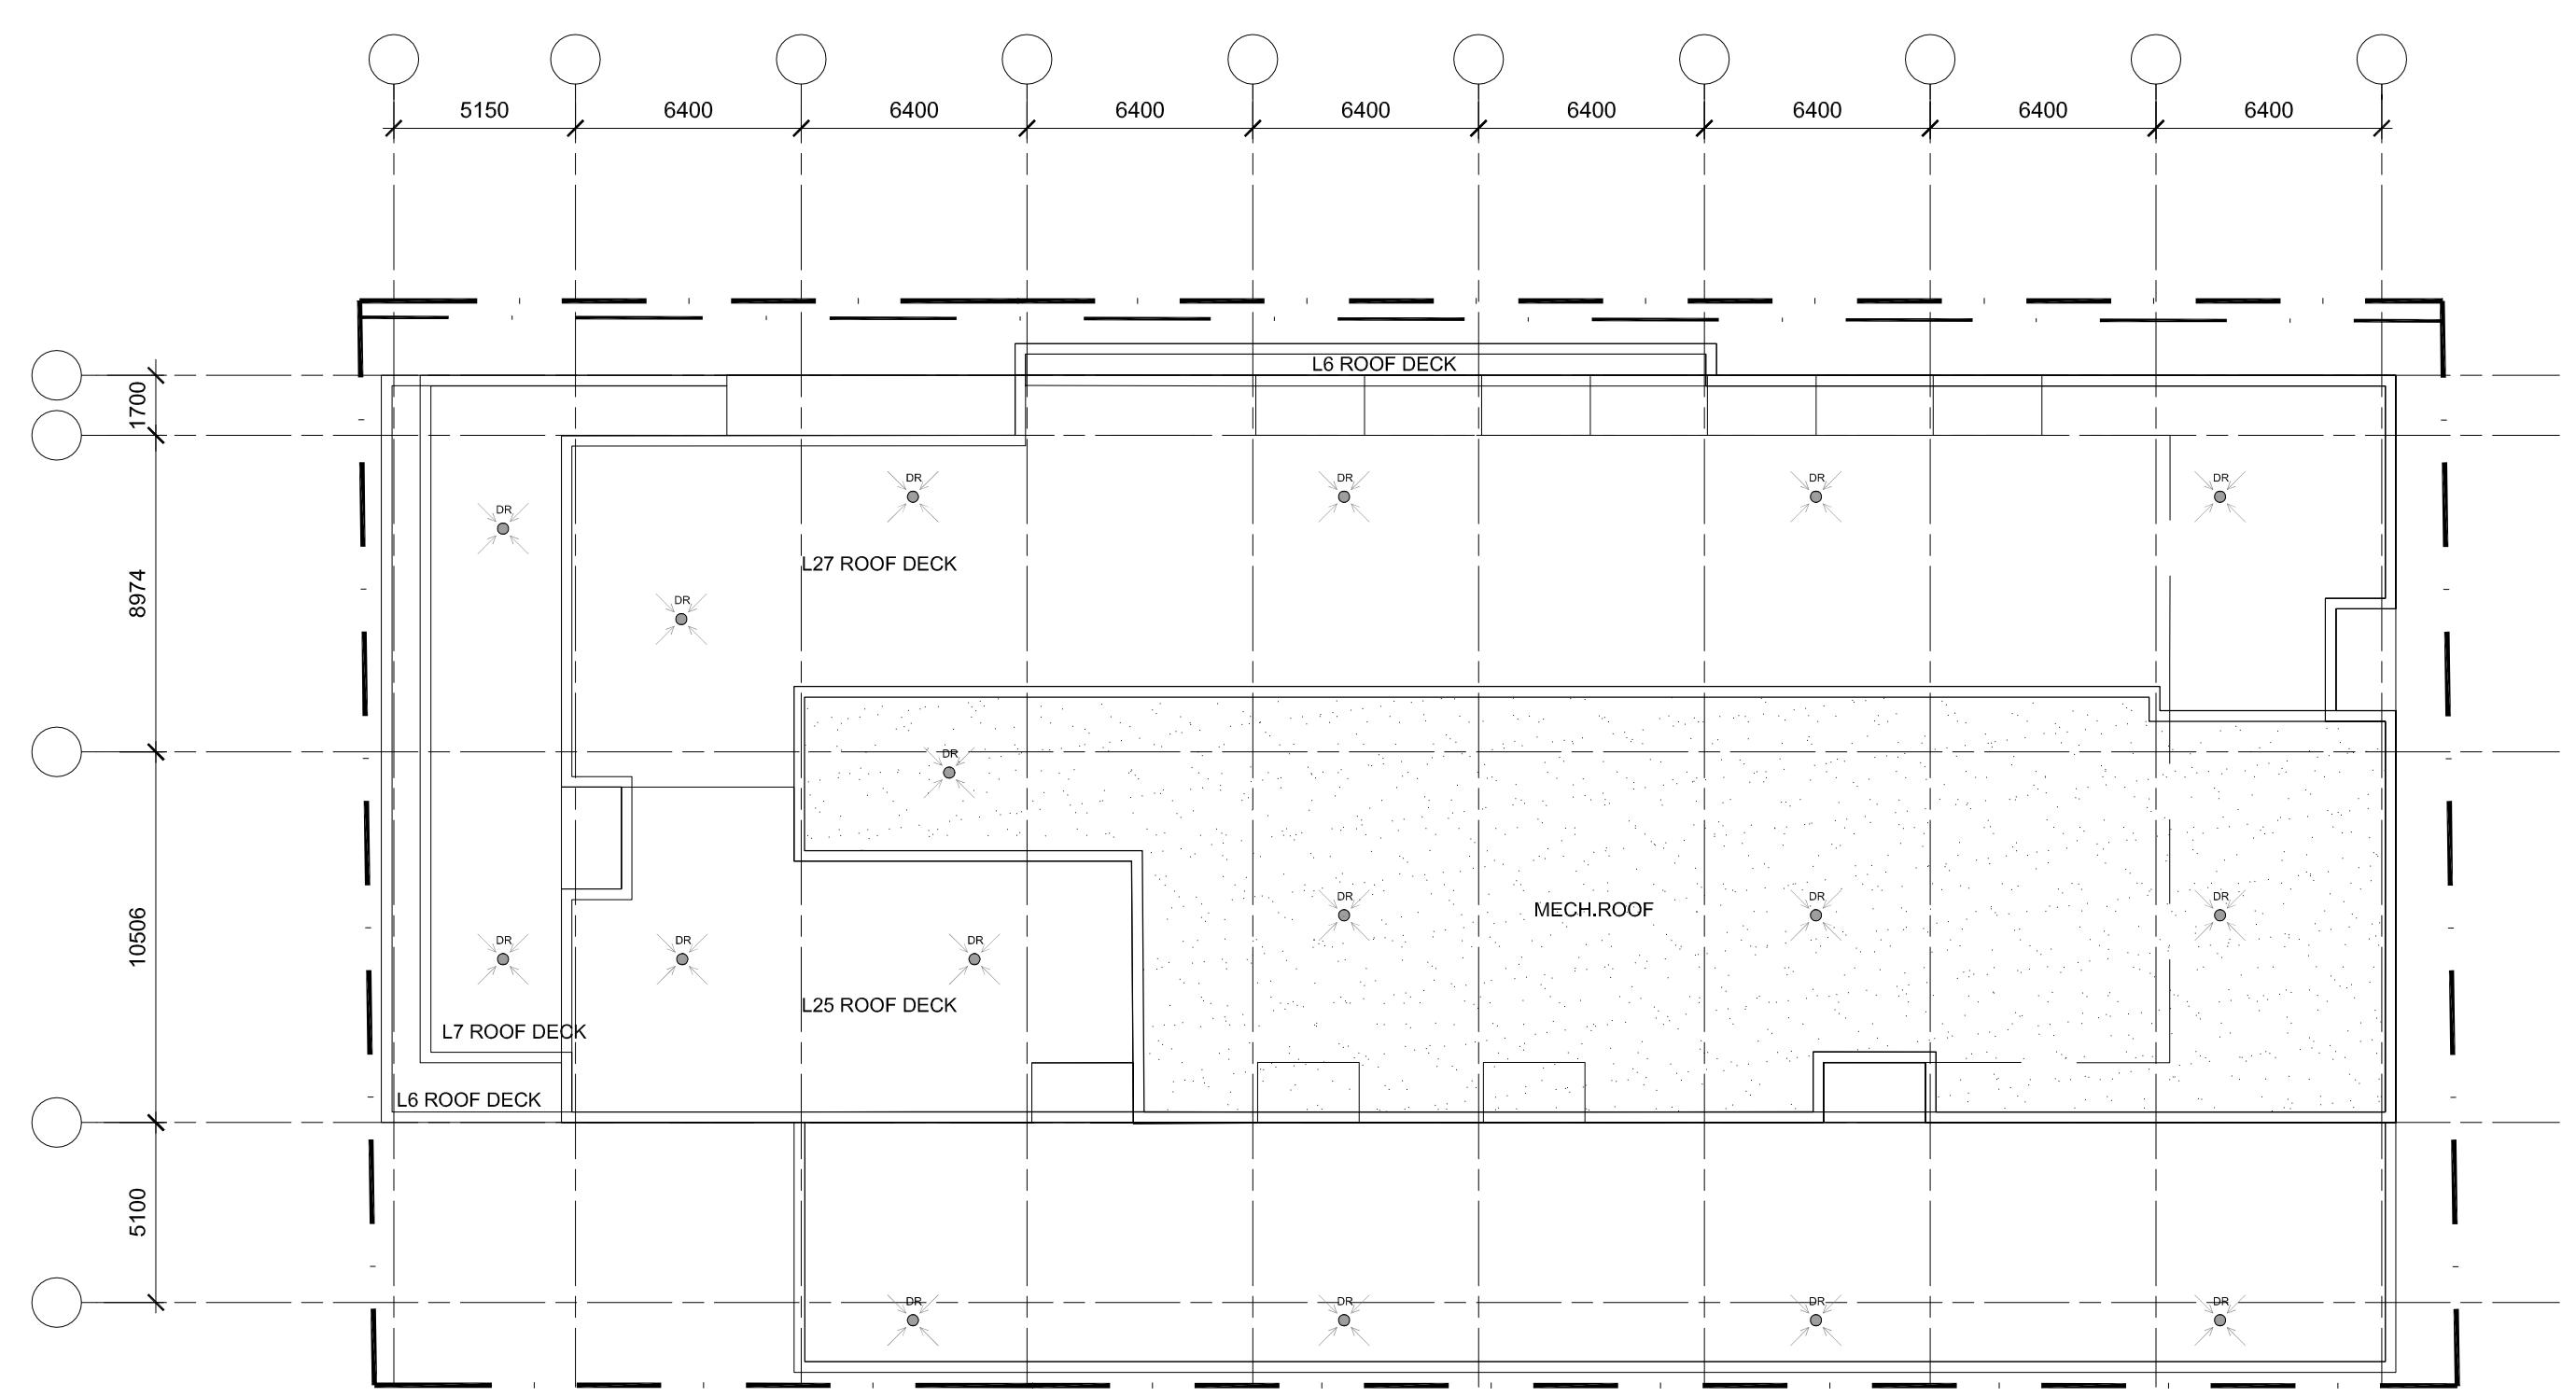 5150 6400 6400 6400 6400 6400 6400 6400 6400
L6 ROOF DECK
1700
DR DR DR DR
DR
L27 ROOF DECK
8974
DR
DR
DR DR DR
MECH.ROOF
10506
DR DR DR
L25 ROOF DECK
L7 ROOF DECK
L6 ROOF DECK
5100
DR DR DR DR